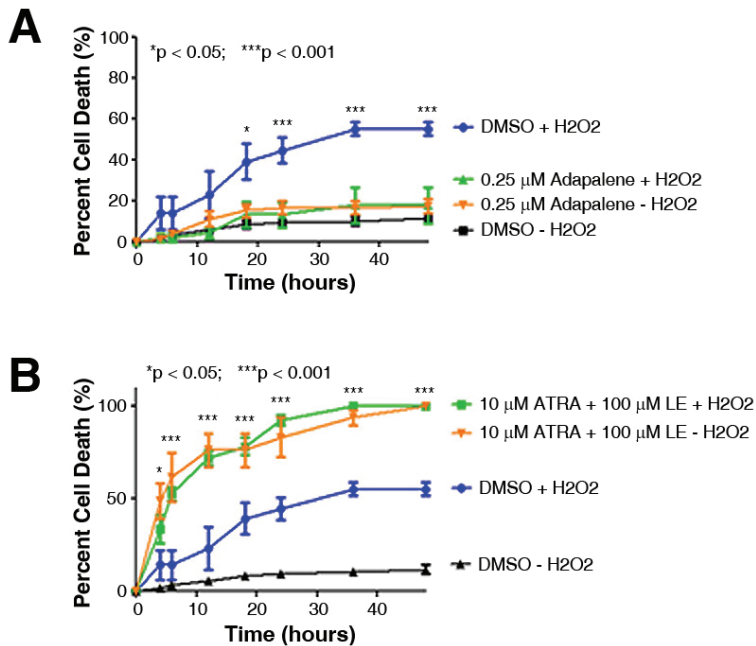 A
*p < 0.05; ***p < 0.001
Percent Cell Death (%)
100
80
60
40
20
0
* *** *** ***
DMSO + H2O2
0.25 µM Adapalene + H2O2
0.25 µM Adapalene - H2O2
DMSO - H2O2
0 10 20 30 40
Time (hours)
B
*p < 0.05; ***p < 0.001
Percent Cell Death (%)
100
50
0
* *** *** *** *** *** ***
10 µM ATRA + 100 µM LE + H2O2
10 µM ATRA + 100 µM LE - H2O2
DMSO + H2O2
DMSO - H2O2
0 10 20 30 40
Time (hours)